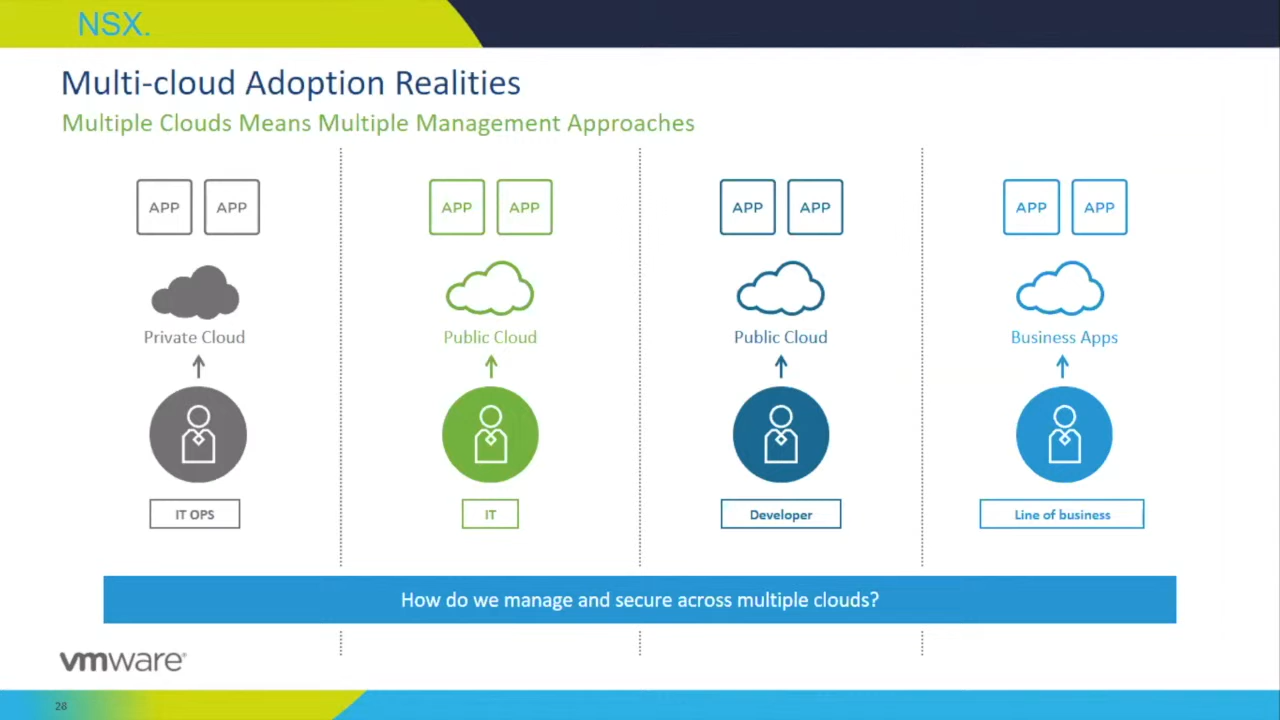 NSX.
Multi-cloud Adoption Realities
Multiple Clouds Means Multiple Management Approaches
APP APP APP APP APP APP APP APP
Private Cloud Public Cloud Public Cloud Business Apps
IT OPS IT Developer Line of business
How do we manage and secure across multiple clouds?
vmware®
26